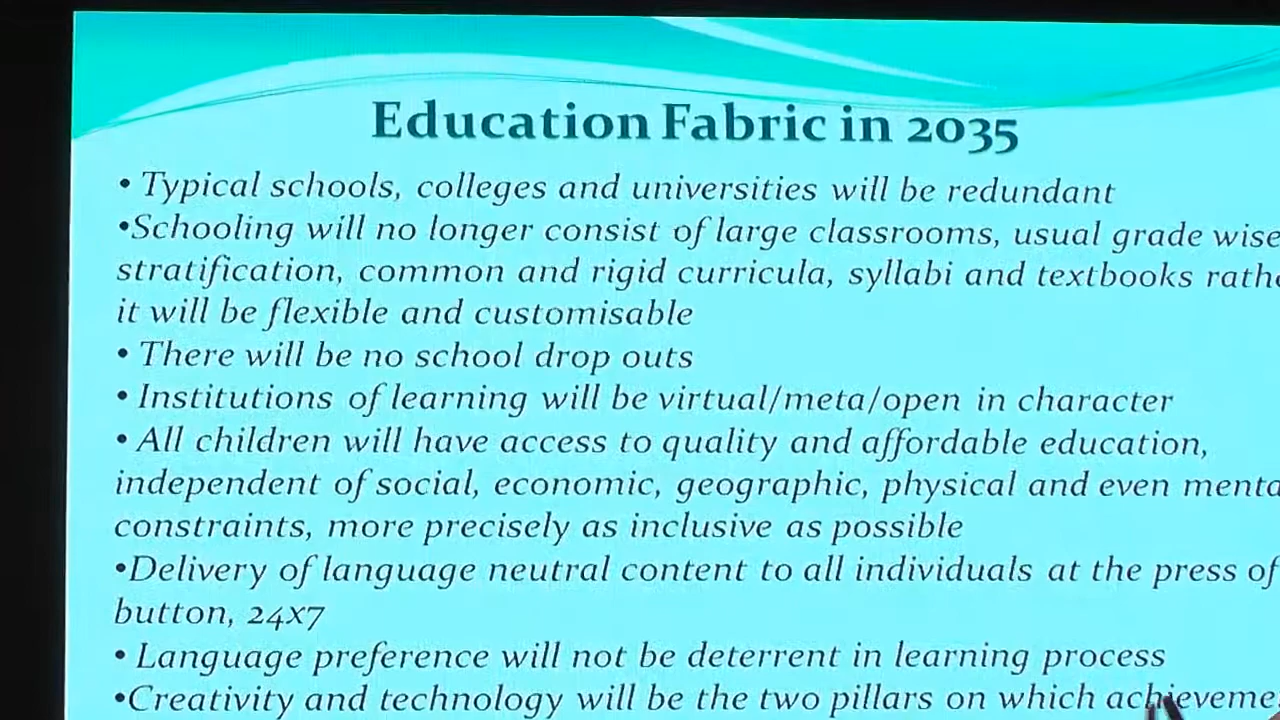 Education Fabric in 2035
• Typical schools, colleges and universities will be redundant
•Schooling will no longer consist of large classrooms, usual grade wise
stratification, common and rigid curricula, syllabi and textbooks
it will be flexible and customisable
• There will be no school drop outs
• Institutions of learning will be virtual/meta/open in character
• All children will have access to quality and affordable education,
independent of social, economic, geographic, physical and even
constraints, more precisely as inclusive as possible
•Delivery of language neutral content to all individuals at the press of
button, 24x7
• Language preference will not be deterrent in learning process
•Creativity and technology will be the two pillars on which